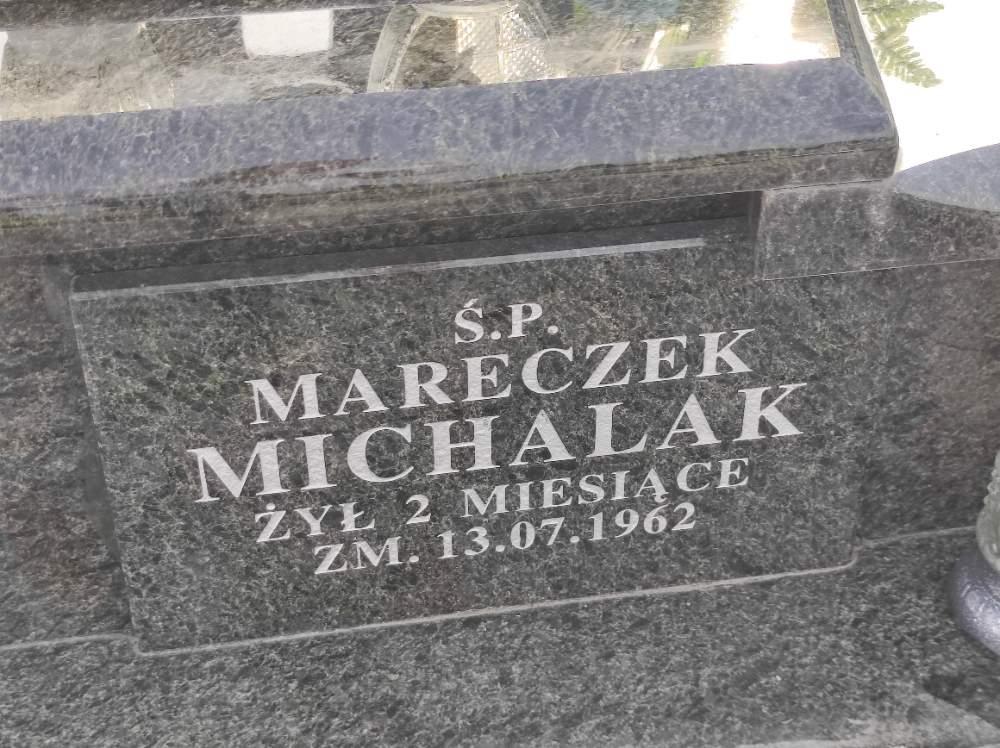 Ś.P.
MARECZEK
MICHALAK
ŻYŁ 2 MIESIĄCE
ZM. 13.07.1962